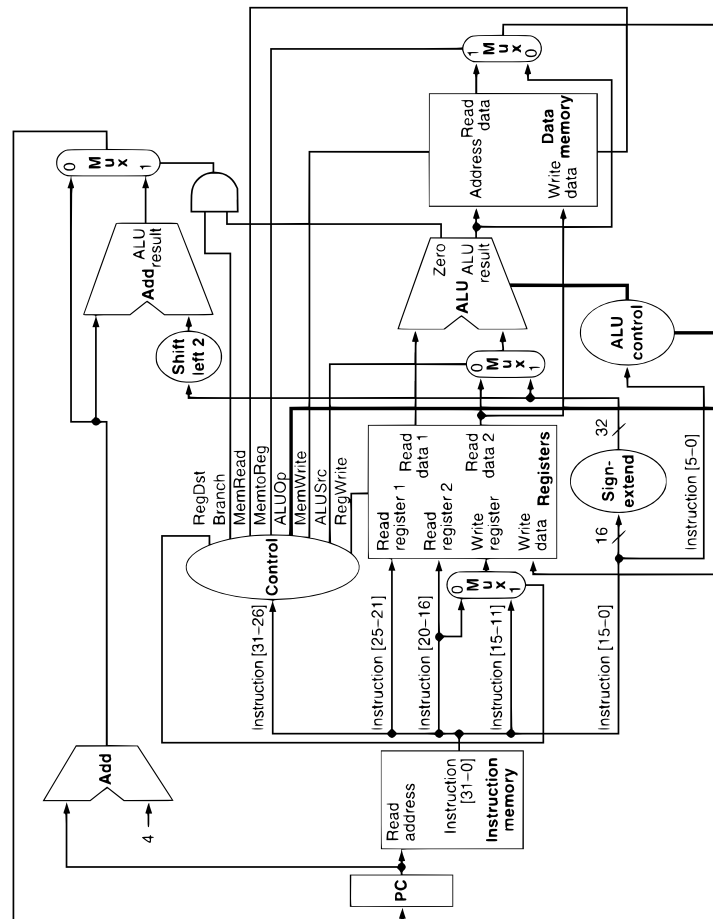 PC
4
Add
Read
address
Instruction
[31–0]
Instruction
memory
Instruction [31–26]
Instruction [25–21]
Instruction [20–16]
Instruction [15–11]
Instruction [15–0]
Control
RegDst
Branch
MemRead
MemtoReg
ALUOp
MemWrite
ALUSrc
RegWrite
0
M
u
x
1
Read
register 1
Read
register 2
Write
register
Write
data
Read
data 1
Read
data 2
Registers
16
Sign-
extend
32
Instruction [5–0]
Shift
left 2
Add
ALU
result
0
M
u
x
1
0
M
u
x
1
Zero
ALU
ALU
result
ALU
control
Address
Read
data
Write
data
Data
memory
1
M
u
x
0